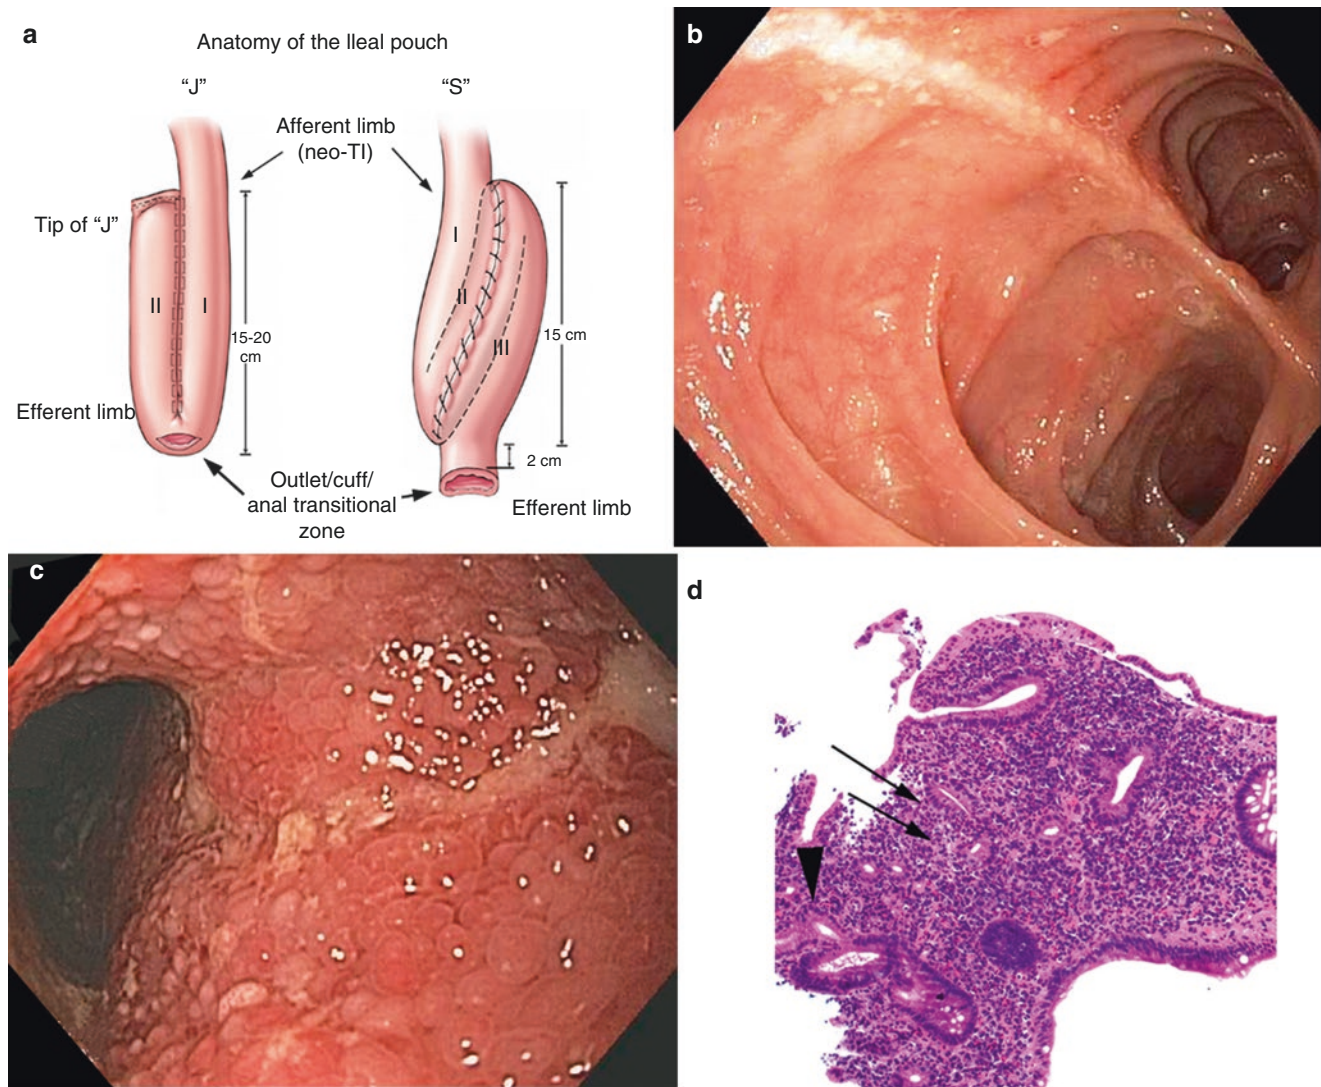 a
Anatomy of the Ileal pouch
“J”
“S”
Afferent limb
(neo-TI)
Tip of “J”
I
II
I
II
III
15-20
cm
15 cm
Efferent limb
2 cm
Outlet/cuff/
anal transitional
zone
Efferent limb
b
c
d